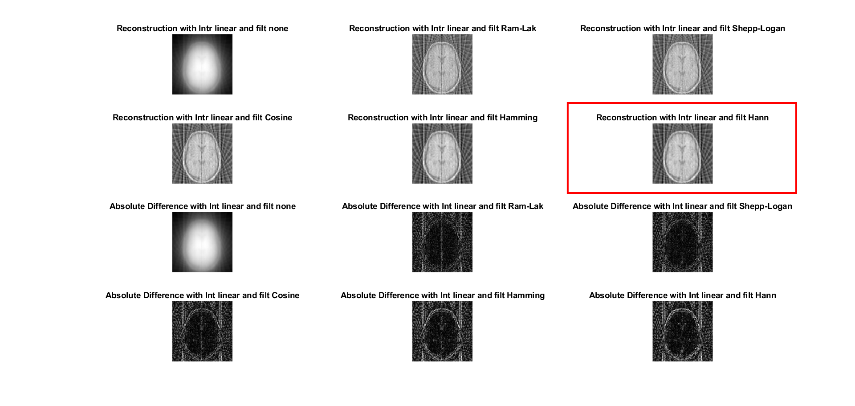 Reconstruction with Intr linear and filt none
Reconstruction with Intr linear and filt Ram-Lak
Reconstruction with Intr linear and filt Shepp-Logan
Reconstruction with Intr linear and filt Cosine
Reconstruction with Intr linear and filt Hamming
Reconstruction with Intr linear and filt Hann
Absolute Difference with Int linear and filt none
Absolute Difference with Int linear and filt Ram-Lak
Absolute Difference with Int linear and filt Shepp-Logan
Absolute Difference with Int linear and filt Cosine
Absolute Difference with Int linear and filt Hamming
Absolute Difference with Int linear and filt Hann